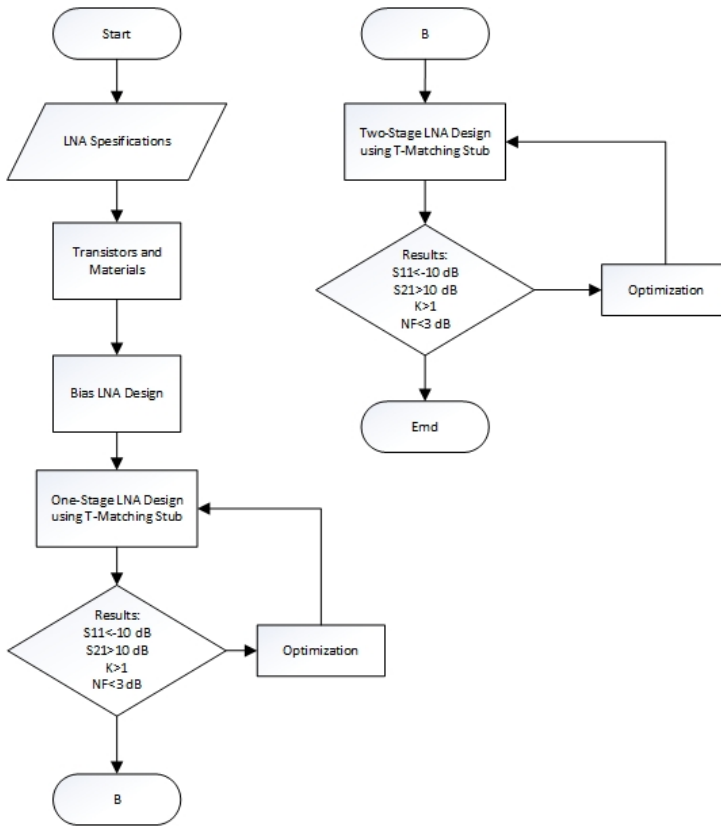 Start
LNA Spesifications
Transistors and
Materials
Bias LNA Design
One-Stage LNA Design
using T-Matching Stub
Results:
S11<-10 dB
S21>10 dB
K>1
NF<3 dB
Optimization
B
B
Two-Stage LNA Design
using T-Matching Stub
Results:
S11<-10 dB
S21>10 dB
K>1
NF<3 dB
Optimization
Emd